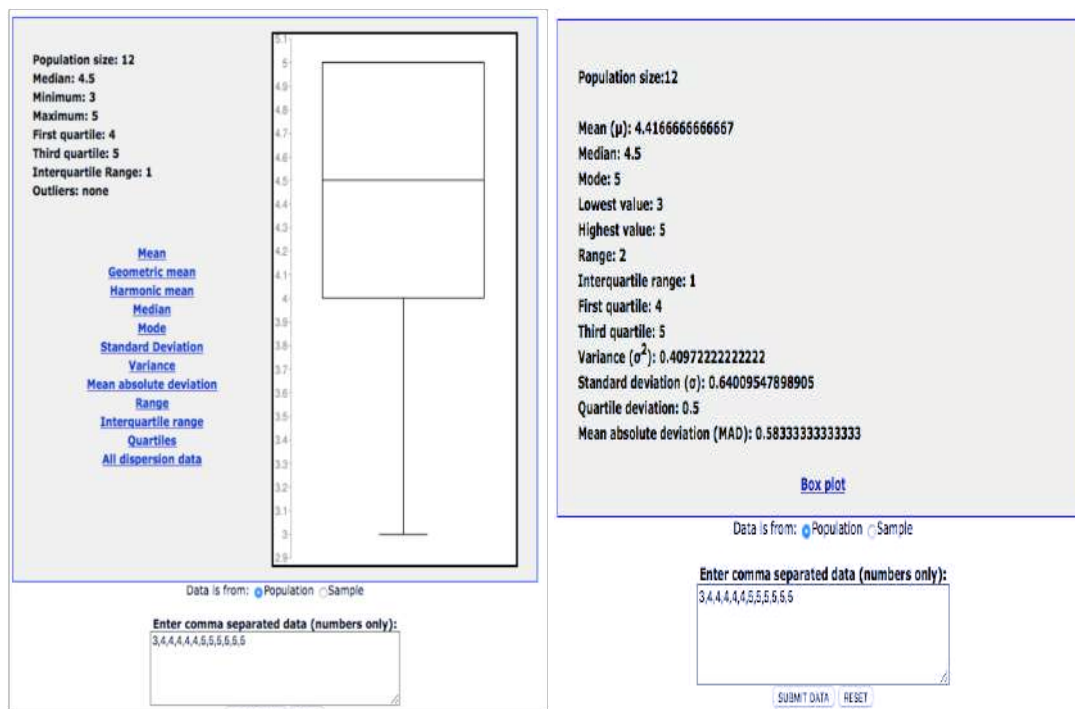 Population size: 12
Median: 4.5
Minimum: 3
Maximum: 5
First quartile: 4
Third quartile: 5
Interquartile Range: 1
Outliers: none
Mean
Geometric mean
Harmonic mean
Median
Mode
Standard Deviation
Variance
Mean absolute deviation
Range
Interquartile range
Quartiles
All dispersion data
5.1
5
4.9
4.8
4.7
4.6
4.5
4.4
4.3
4.2
4.1
4
3.9
3.8
3.7
3.6
3.5
3.4
3.3
3.2
3.1
3
2.9
Data is from: Population Sample
Enter comma separated data (numbers only):
3,4,4,4,4,4,5,5,5,5,5,5
Population size:12
Mean (μ): 4.4166666666667
Median: 4.5
Mode: 5
Lowest value: 3
Highest value: 5
Range: 2
Interquartile range: 1
First quartile: 4
Third quartile: 5
Variance (σ²): 0.40972222222222
Standard deviation (σ): 0.64009547898905
Quartile deviation: 0.5
Mean absolute deviation (MAD): 0.58333333333333
Box plot
Data is from: Population Sample
Enter comma separated data (numbers only):
3,4,4,4,4,4,5,5,5,5,5,5
SUBMIT DATA RESET